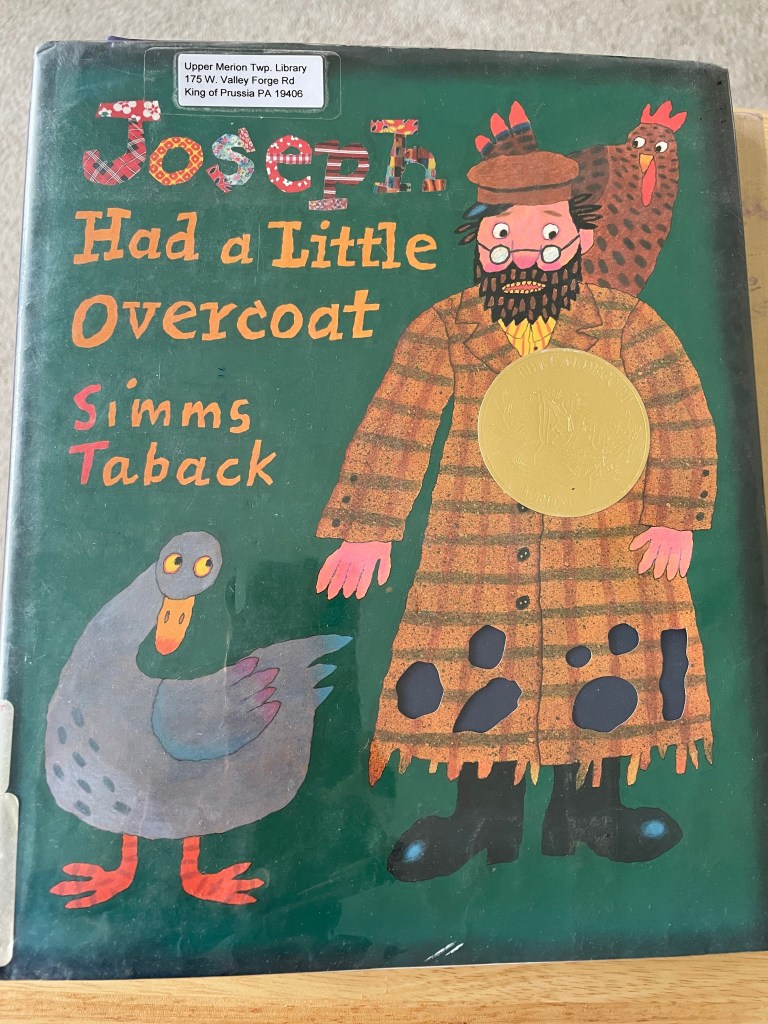 Upper Merion Twp. Library
175 W. Valley Forge Rd
King of Prussia PA 19406
Joseph
Had a Little
Overcoat
Simms
Taback